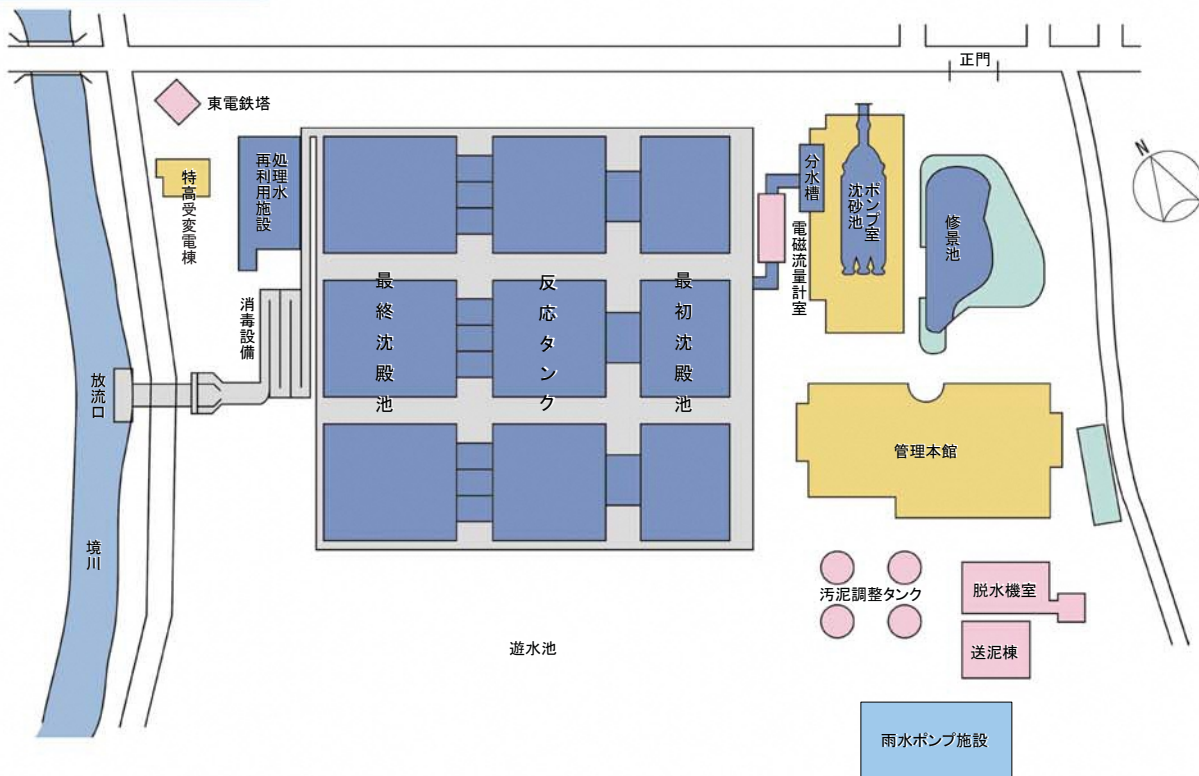 正門
東電鉄塔
N
処理水
再利用施設
特高受変電棟
分水槽
ポンプ室
沈砂池
修景池
電磁流量計室
最終沈殿池
反応タンク
最初沈殿池
消毒設備
放流口
管理本館
境川
汚泥調整タンク
脱水機室
遊水池
送泥棟
雨水ポンプ施設